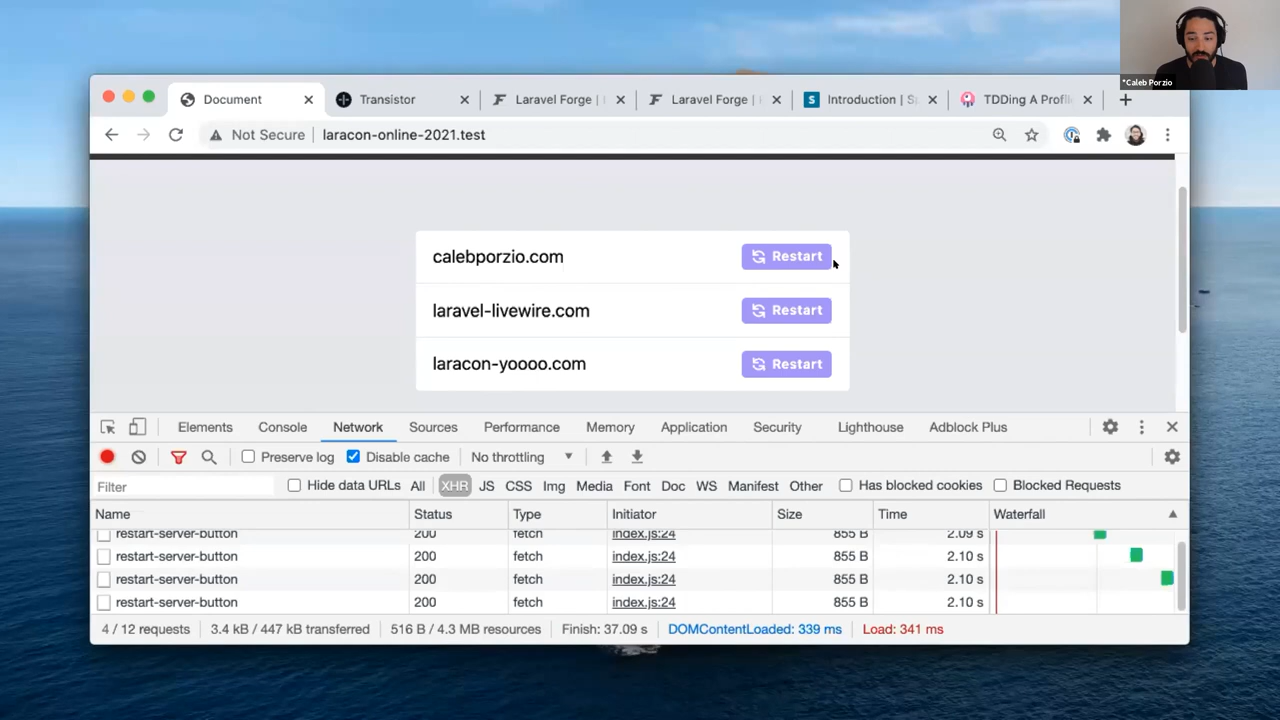 *Caleb Porzio
Document
Transistor
Laravel Forge |
Laravel Forge |
Introduction |
TDDing A Profil
Not Secure
laracon-online-2021.test
calebporzio.com
Restart
laravel-livewire.com
Restart
laracon-yoooo.com
Restart
Elements Console Network Sources Performance Memory Application Security Lighthouse Adblock Plus
Preserve log Disable cache No throttling
Filter Hide data URLs All XHR JS CSS Img Media Font Doc WS Manifest Other Has blocked cookies Blocked Requests
Name Status Type Initiator Size Time Waterfall
restart-server-button 200 fetch index.js:24 855 B 2.09 s
restart-server-button 200 fetch index.js:24 855 B 2.10 s
restart-server-button 200 fetch index.js:24 855 B 2.10 s
restart-server-button 200 fetch index.js:24 855 B 2.10 s
4 / 12 requests 3.4 kB / 447 kB transferred 516 B / 4.3 MB resources Finish: 37.09 s DOMContentLoaded: 339 ms Load: 341 ms